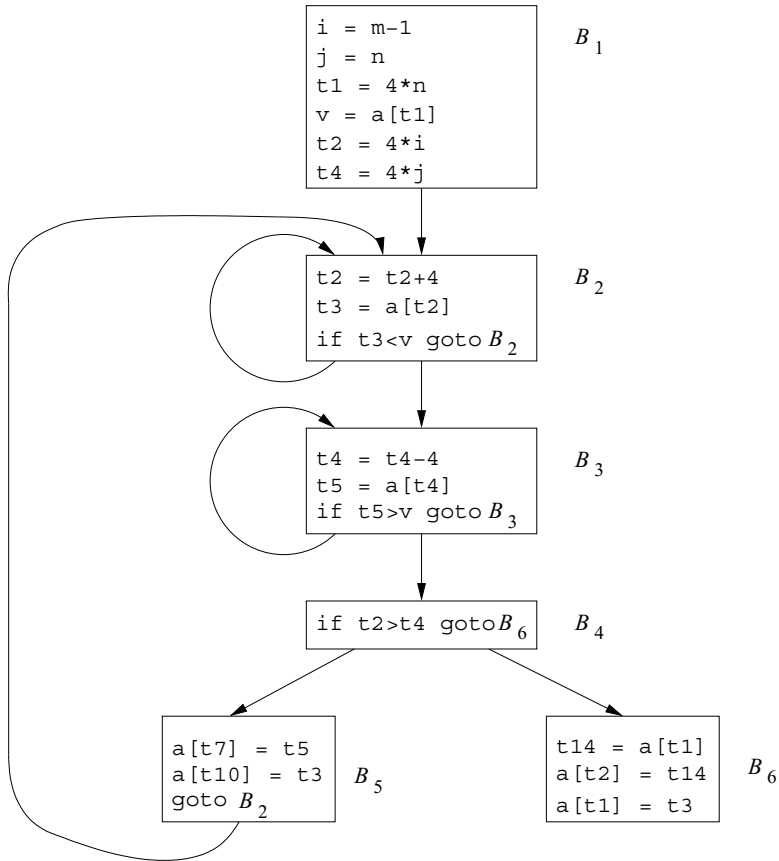 i = m-1
j = n
t1 = 4*n
v = a[t1]
t2 = 4*i
t4 = 4*j
B1
t2 = t2+4
t3 = a[t2]
if t3<v goto B2
B2
t4 = t4-4
t5 = a[t4]
if t5>v goto B3
B3
if t2>t4 goto B6
B4
a[t7] = t5
a[t10] = t3
goto B2
B5
t14 = a[t1]
a[t2] = t14
a[t1] = t3
B6